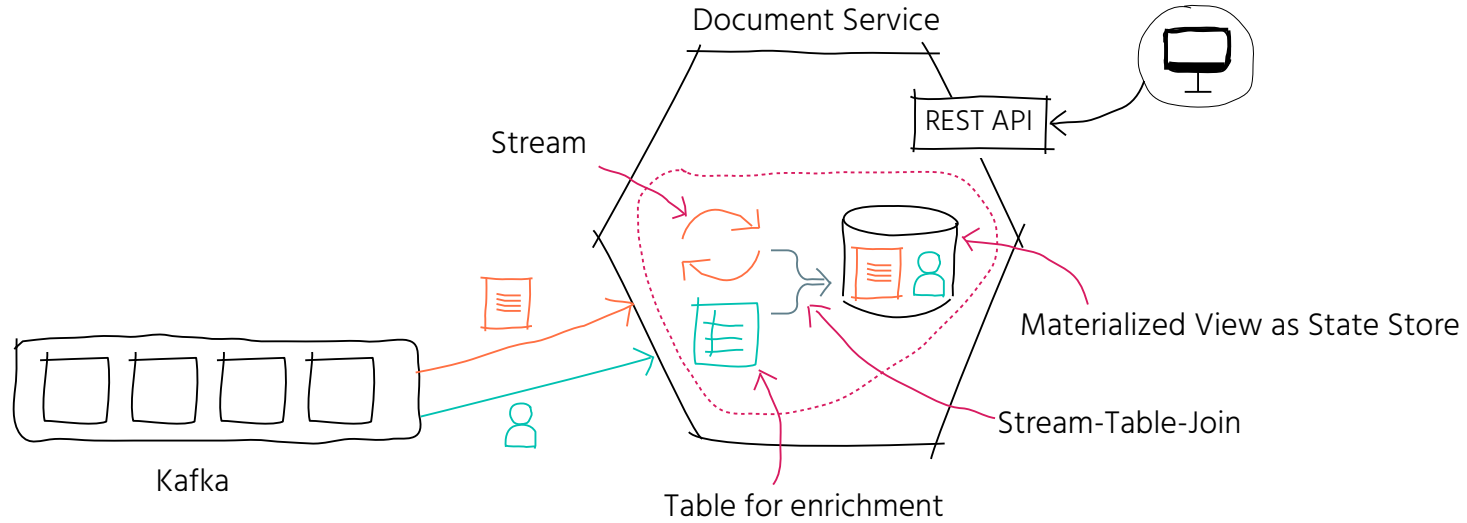 Document Service
REST API
Stream
Materialized View as State Store
Stream-Table-Join
Kafka
Table for enrichment